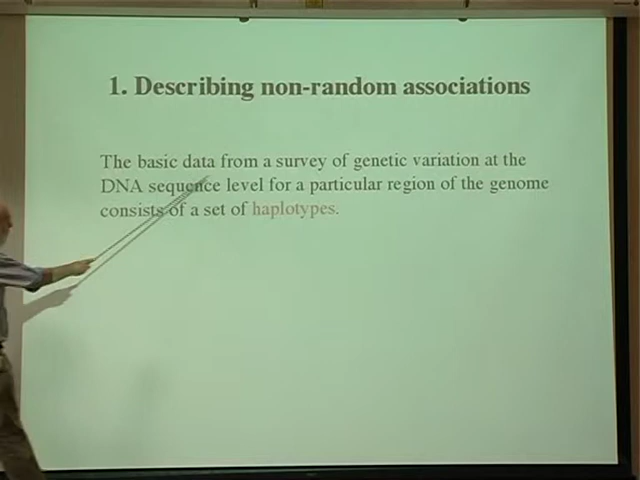 1. Describing non-random associations
The basic data from a survey of genetic variation at the
DNA sequence level for a particular region of the genome
consists of a set of haplotypes.